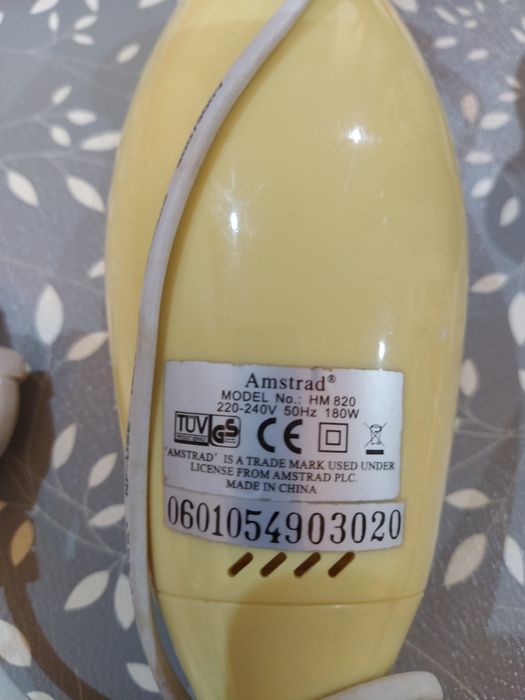 Amstrad®
MODEL No.: HM 820
220-240V 50Hz 180W
TÜV GS CE
'AMSTRAD' IS A TRADE MARK USED UNDER
LICENSE FROM AMSTRAD PLC.
MADE IN CHINA
0601054903020